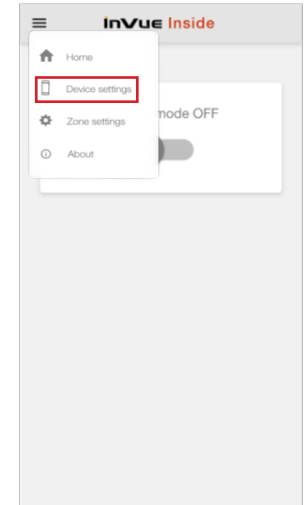 InVue Inside
Home
Device settings
mode OFF
Zone settings
About